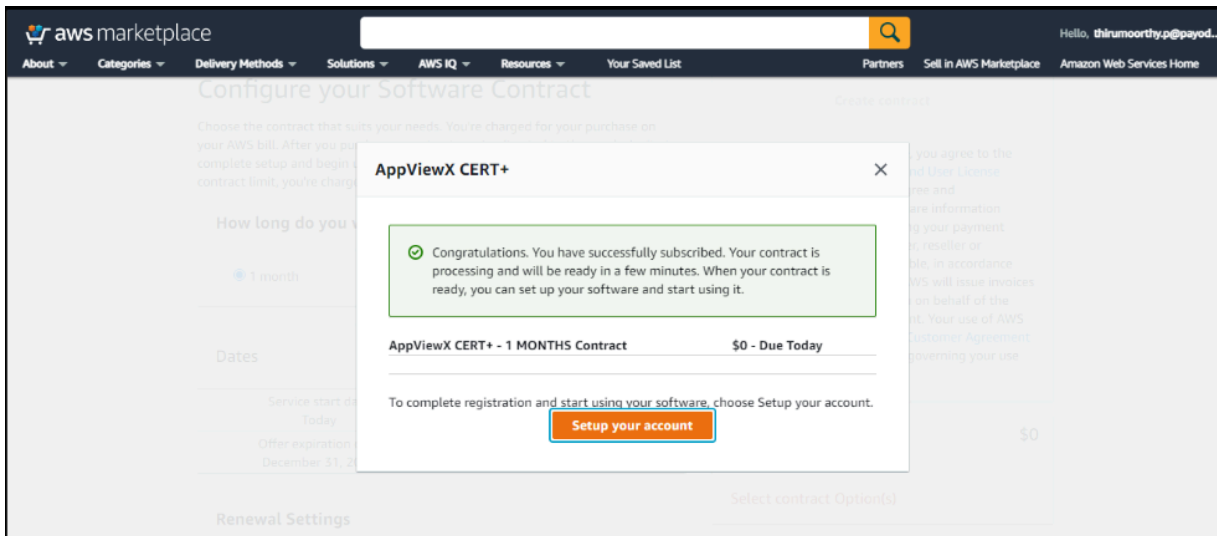 aws marketplace
Hello, thirumoorthy.p@payod...
About Categories Delivery Methods Solutions AWS IQ Resources Your Saved List Partners Sell in AWS Marketplace Amazon Web Services Home
Configure your Software Contract
Create contract
Choose the contract that suits your needs. You're charged for your purchase on
your AWS bill. After you
complete setup and begin
contract limit, you're
How long do you
1 month
Dates
Service start
Today
Offer expiration
December 31,
Renewal Settings
AppViewX CERT+
Congratulations. You have successfully subscribed. Your contract is
processing and will be ready in a few minutes. When your contract is
ready, you can set up your software and start using it.
AppViewX CERT+ - 1 MONTHS Contract $0 - Due Today
To complete registration and start using your software, choose Setup your account.
Setup your account
you agree to the
User License
and
information
your payment
reseller or
in accordance
WS will issue invoices
on behalf of the
Your use of AWS
Customer Agreement
governing your use
$0
Select contract Option(s)